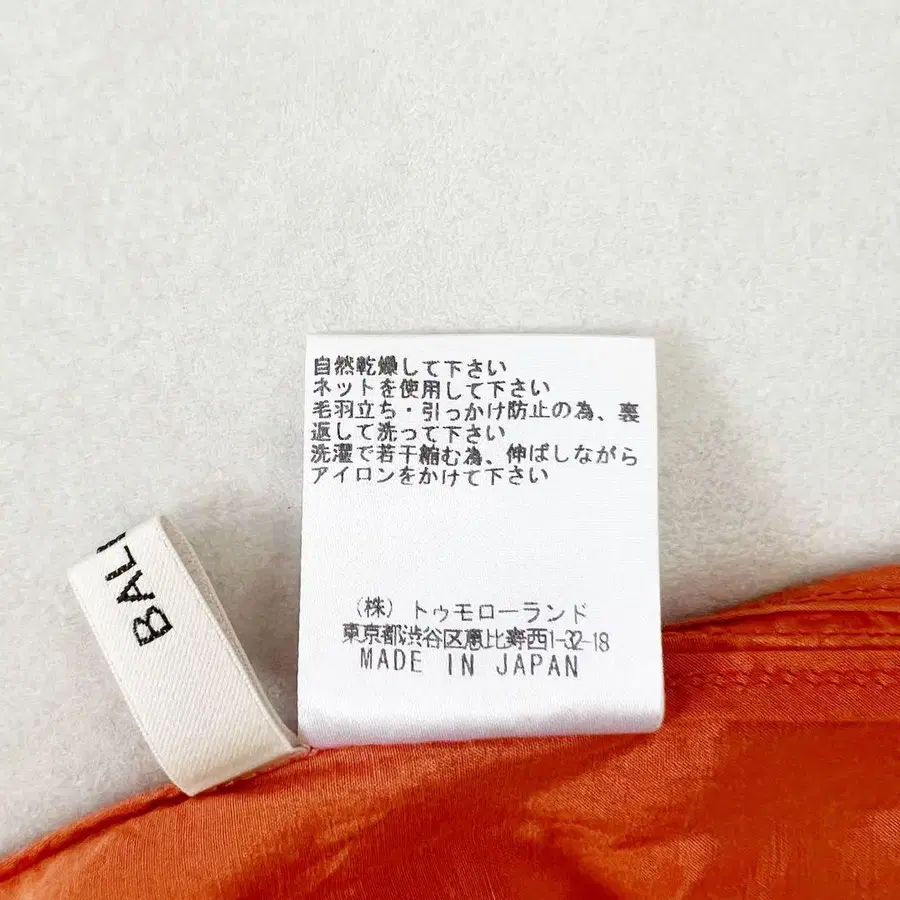 自然乾燥して下さい
ネットを使用して下さい
毛羽立ち・引っかけ防止の為、裏
返して洗って下さい
洗濯で若干縮む為、伸ばしながら
アイロンをかけて下さい
(株) トゥモローランド
東京都渋谷区恵比寿西1-32-18
MADE IN JAPAN
BALL